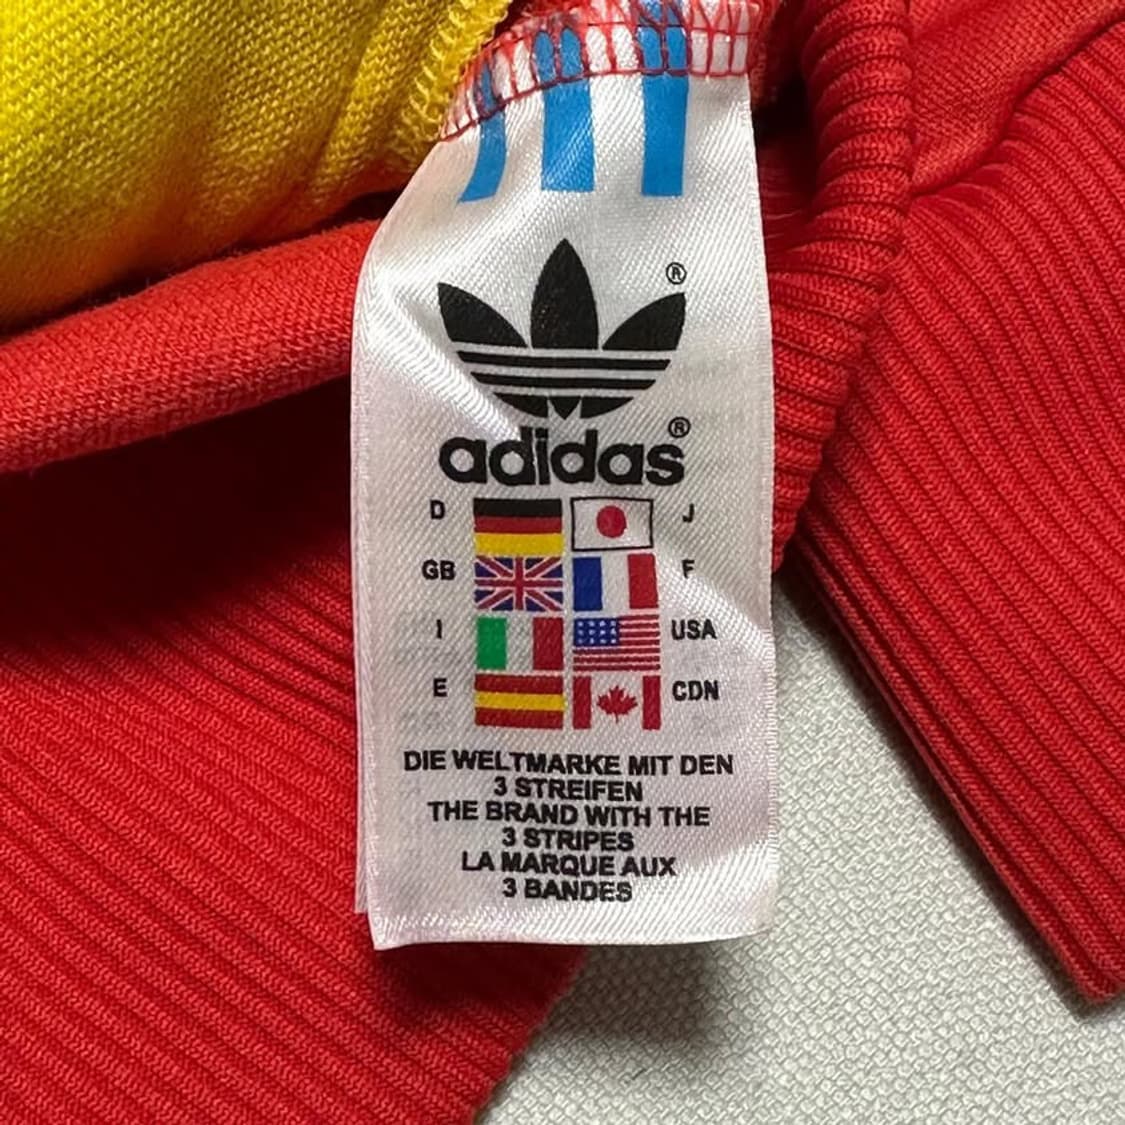 ®
adidas®
D J
GB F
I USA
E CDN
DIE WELTMARKE MIT DEN
3 STREIFEN
THE BRAND WITH THE
3 STRIPES
LA MARQUE AUX
3 BANDES